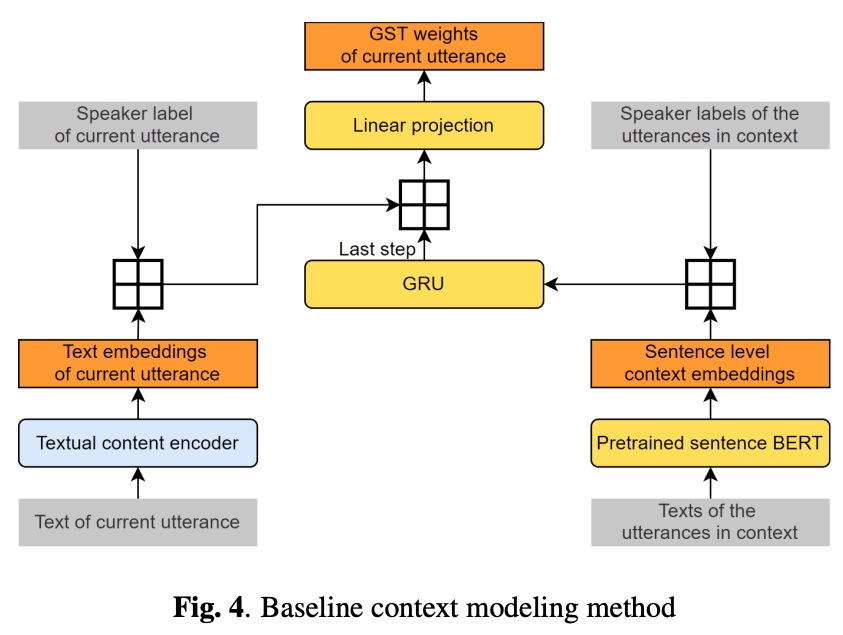 GST weights
of current utterance
Speaker label
of current utterance
Linear projection
Speaker labels of the
utterances in context
Last step
GRU
Text embeddings
of current utterance
Sentence level
context embeddings
Textual content encoder
Pretrained sentence BERT
Text of current utterance
Texts of the
utterances in context
Fig. 4. Baseline context modeling method